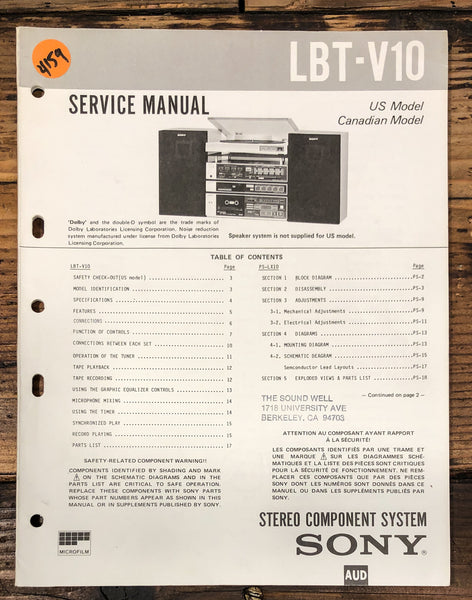 4159
LBT-V10
SERVICE MANUAL
US Model
Canadian Model
'Dolby' and the double-D symbol are the trade marks of
Dolby Laboratories Licensing Corporation. Noise reduction
system manufactured under license from Dolby Laboratories
Licensing Corporation.
Speaker system is not supplied for US model.
TABLE OF CONTENTS
LBT-V10 Page
SAFETY CHECK-OUT(US model) 3
MODEL IDENTIFICATION 3
SPECIFICATIONS 4
FEATURES 5
CONNECTIONS 6
FUNCTION OF CONTROLS 7
CONNECTIONS BETWEEN EACH SET 10
OPERATION OF THE TUNER 11
TAPE PLAYBACK 12
TAPE RECORDING 12
USING THE GRAPHIC EQUALIZER CONTROLS 13
MICROPHONE MIXING 14
USING THE TIMER 14
SYNCHRONIZED PLAY 15
RECORD PLAYING 15
PARTS LIST 17
PS-LX10 Page
SECTION 1 BLOCK DIAGRAM PS-2
SECTION 2 DISASSEMBLY PS-3
SECTION 3 ADJUSTMENTS PS-9
3-1. Mechanical Adjustments PS-9
3-2. Electrical Adjustments PS-11
SECTION 4 DIAGRAMS PS-13
4-1. MOUNTING DIAGRAM PS-13
4-2. SCHEMATIC DIAGRAM PS-15
Semiconductor Lead Layouts PS-17
SECTION 5 EXPLODED VIEWS & PARTS LIST PS-18
— Continued on page 2 —
THE SOUND WELL
1718 UNIVERSITY AVE
BERKELEY, CA 94703
SAFETY-RELATED COMPONENT WARNING!!
COMPONENTS IDENTIFIED BY SHADING AND MARK
⚠ ON THE SCHEMATIC DIAGRAMS AND IN THE
PARTS LIST ARE CRITICAL TO SAFE OPERATION.
REPLACE THESE COMPONENTS WITH SONY PARTS
WHOSE PART NUMBERS APPEAR AS SHOWN IN THIS
MANUAL OR IN SUPPLEMENTS PUBLISHED BY SONY.
ATTENTION AU COMPOSANT AYANT RAPPORT
À LA SÉCURITÉ!
LES COMPOSANTS IDENTIFIÉS PAR UNE TRAME ET
UNE MARQUE ⚠ SUR LES DIAGRAMMES SCHÉ-
MATIQUES ET LA LISTE DES PIÈCES SONT CRITIQUES
POUR LA SÉCURITÉ DE FONCTIONNEMENT. NE REM-
PLACER CES COMPOSANTS QUE PAR DES PIÈCES
SONY DONT LES NUMÉROS SONT DONNÉS DANS CE
MANUEL OU DANS LES SUPPLÉMENTS PUBLIÉS PAR
SONY.
MICROFILM
STEREO COMPONENT SYSTEM
SONY®
AUD